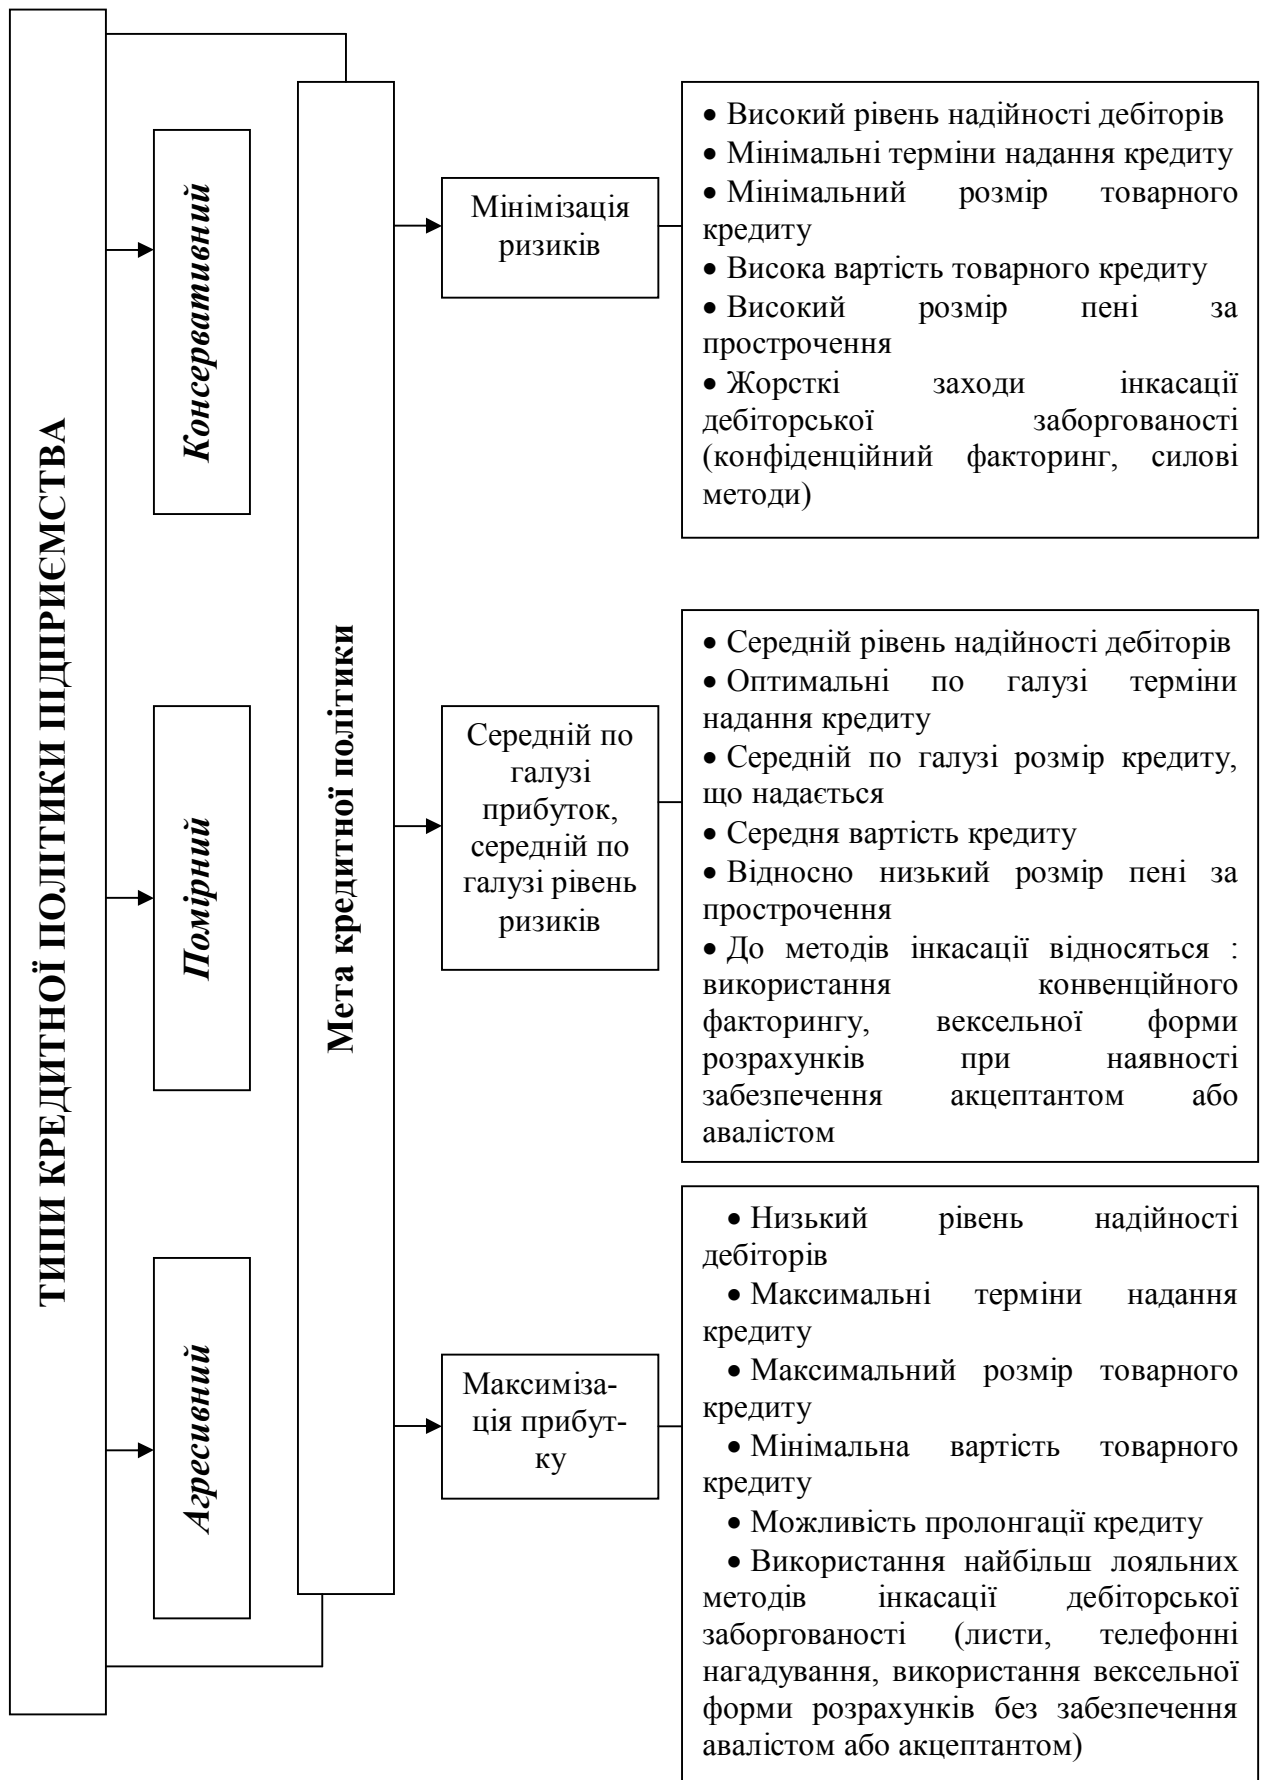 ТИПИ КРЕДИТНОЇ ПОЛІТИКИ ПІДПРИЄМСТВА
Консервативний
Помірний
Агресивний
Мета кредитної політики
Мінімізація
ризиків
• Високий рівень надійності дебіторів
• Мінімальні терміни надання кредиту
• Мінімальний розмір товарного
кредиту
• Висока вартість товарного кредиту
• Високий розмір пені за
прострочення
• Жорсткі заходи інкасації
дебіторської заборгованості
(конфіденційний факторинг, силові
методи)
Середній по
галузі
прибуток,
середній по
галузі рівень
ризиків
• Середній рівень надійності дебіторів
• Оптимальні по галузі терміни
надання кредиту
• Середній по галузі розмір кредиту,
що надається
• Середня вартість кредиту
• Відносно низький розмір пені за
прострочення
• До методів інкасації відносяться :
використання конвенційного
факторингу, вексельної форми
розрахунків при наявності
забезпечення акцептантом або
авалістом
Максиміза-
ція прибут-
ку
• Низький рівень надійності
дебіторів
• Максимальні терміни надання
кредиту
• Максимальний розмір товарного
кредиту
• Мінімальна вартість товарного
кредиту
• Можливість пролонгації кредиту
• Використання найбільш лояльних
методів інкасації дебіторської
заборгованості (листи, телефонні
нагадування, використання вексельної
форми розрахунків без забезпечення
авалістом або акцептантом)